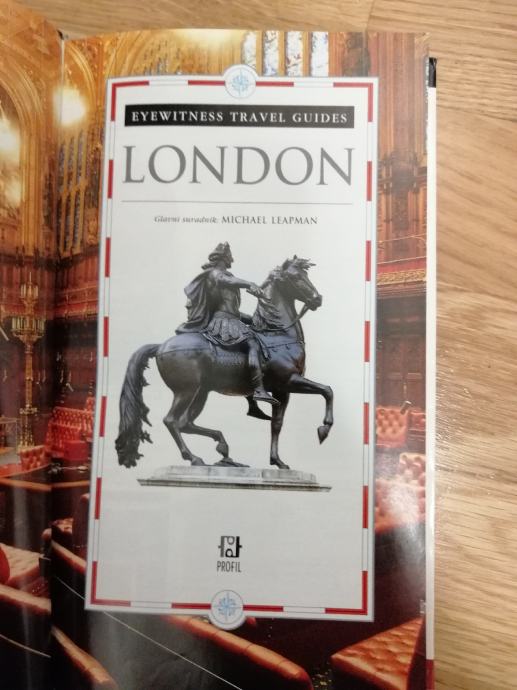 EYEWITNESS TRAVEL GUIDES
LONDON
Glavni suradnik: MICHAEL LEAPMAN
PROFIL